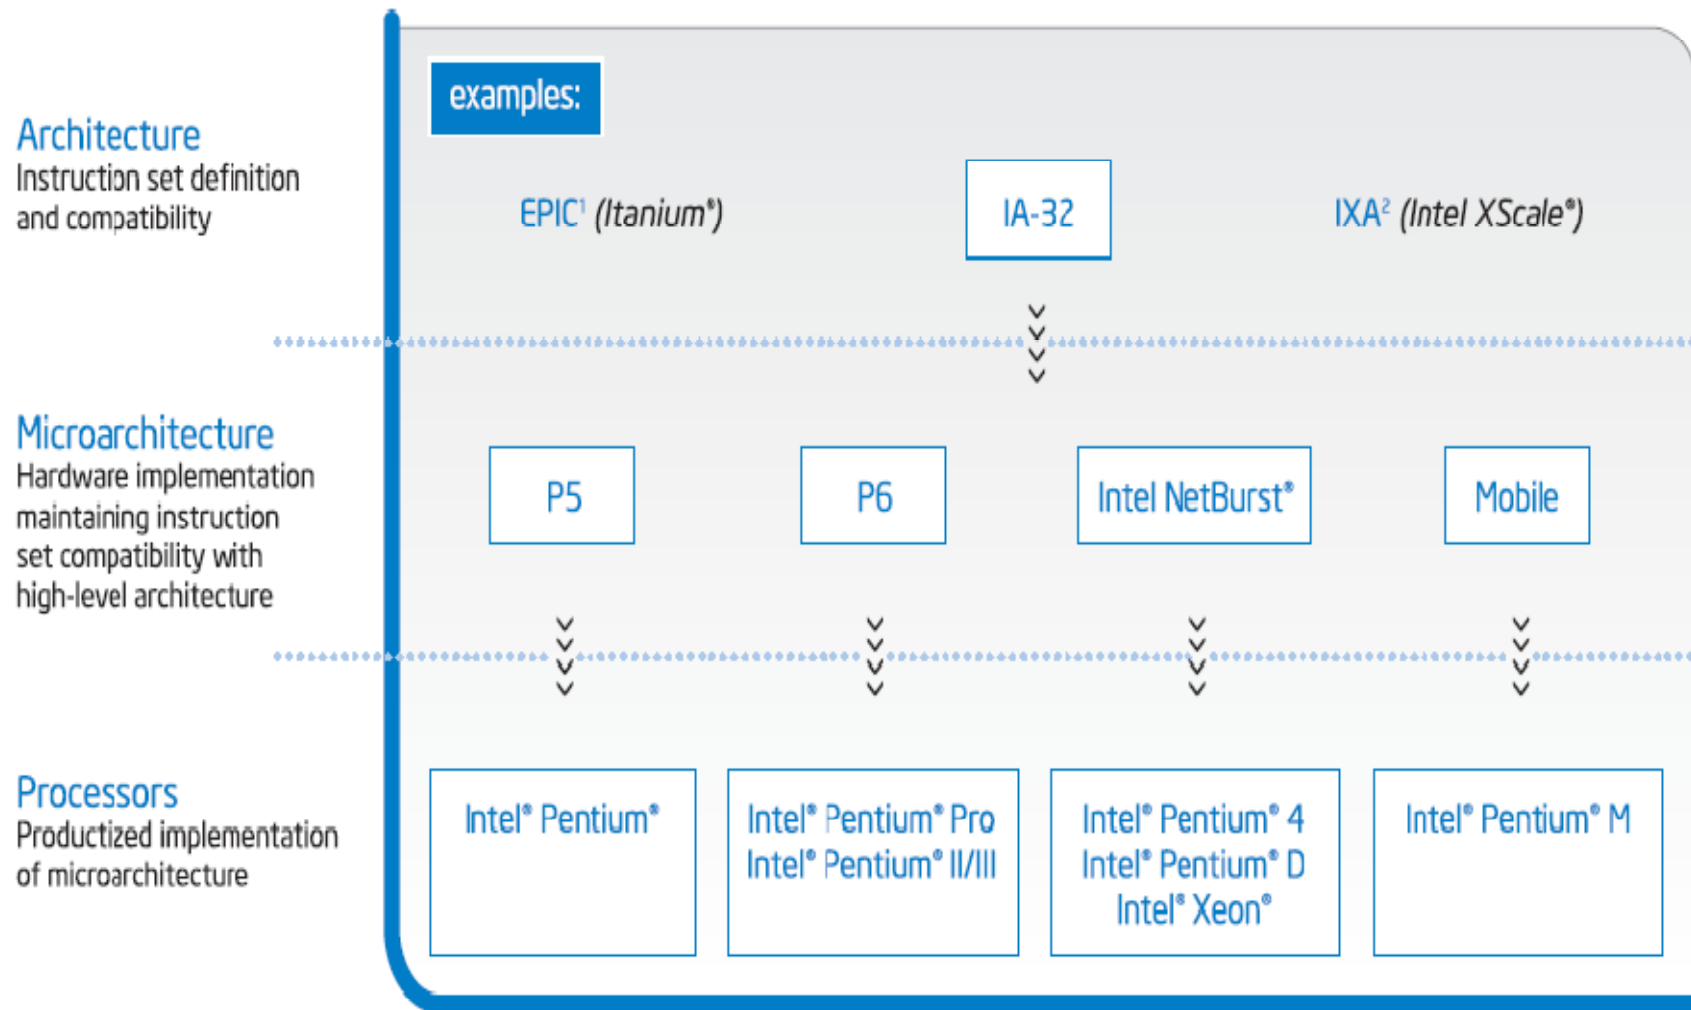 examples:
Architecture
Instruction set definition
and compatibility
EPIC¹ (Itanium®)
IA-32
IXA² (Intel XScale®)
Microarchitecture
Hardware implementation
maintaining instruction
set compatibility with
high-level architecture
P5
P6
Intel NetBurst®
Mobile
Processors
Productized implementation
of microarchitecture
Intel® Pentium®
Intel® Pentium® Pro
Intel® Pentium® II/III
Intel® Pentium® 4
Intel® Pentium® D
Intel® Xeon®
Intel® Pentium® M